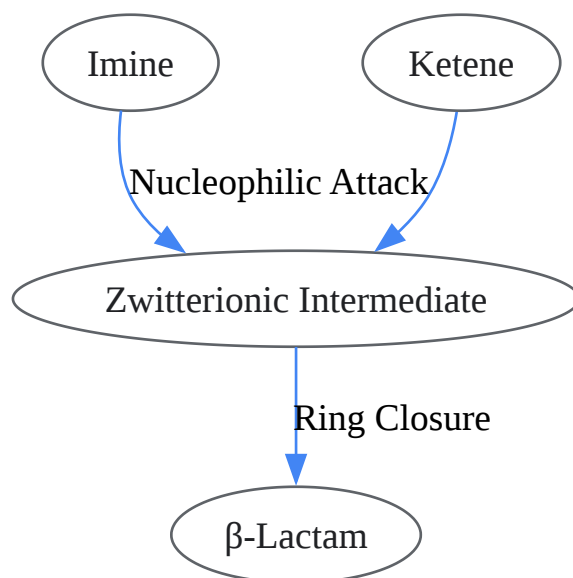 Imine
Ketene
Nucleophilic Attack
Zwitterionic Intermediate
Ring Closure
β-Lactam